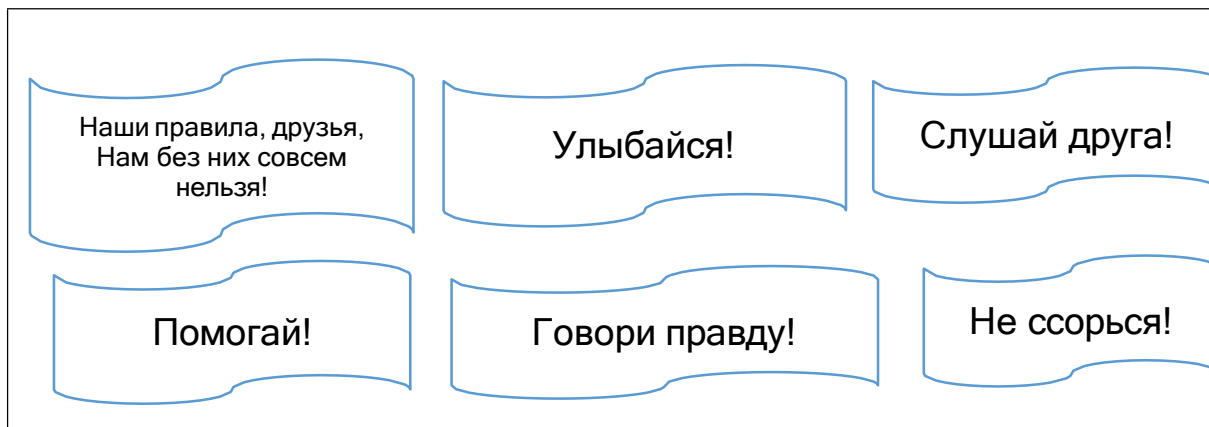 Наши правила, друзья,
Нам без них совсем
нельзя!
Улыбайся!
Слушай друга!
Помогай!
Говори правду!
Не ссорься!